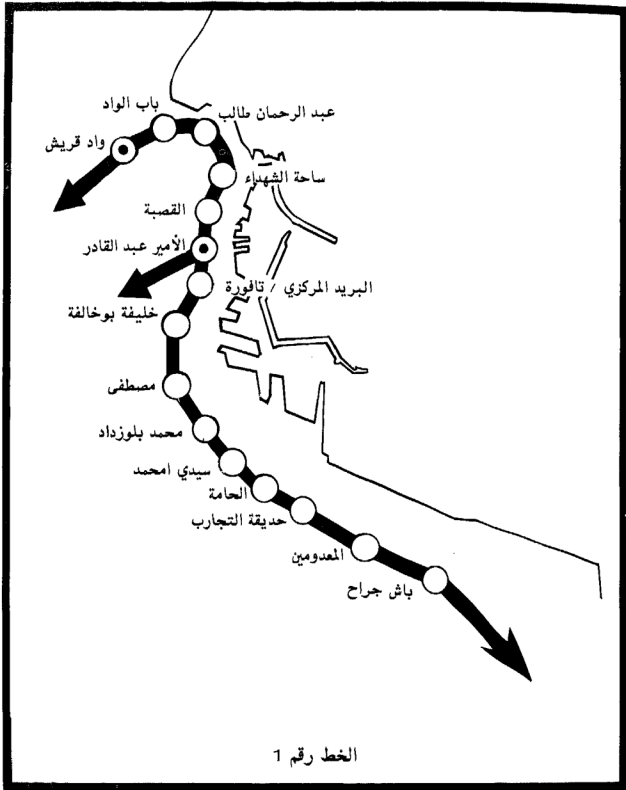 باب الواد
عبد الرحمان طالب
واد قريش
ساحة الشهداء
القصبة
الأمير عبد القادر
البريد المركزي / تافورة
خليفة بوخالفة
مصطفى
محمد بلوزداد
سيدي امحمد
الحامة
حديقة التجارب
المعدومين
باش جراح
الخط رقم 1